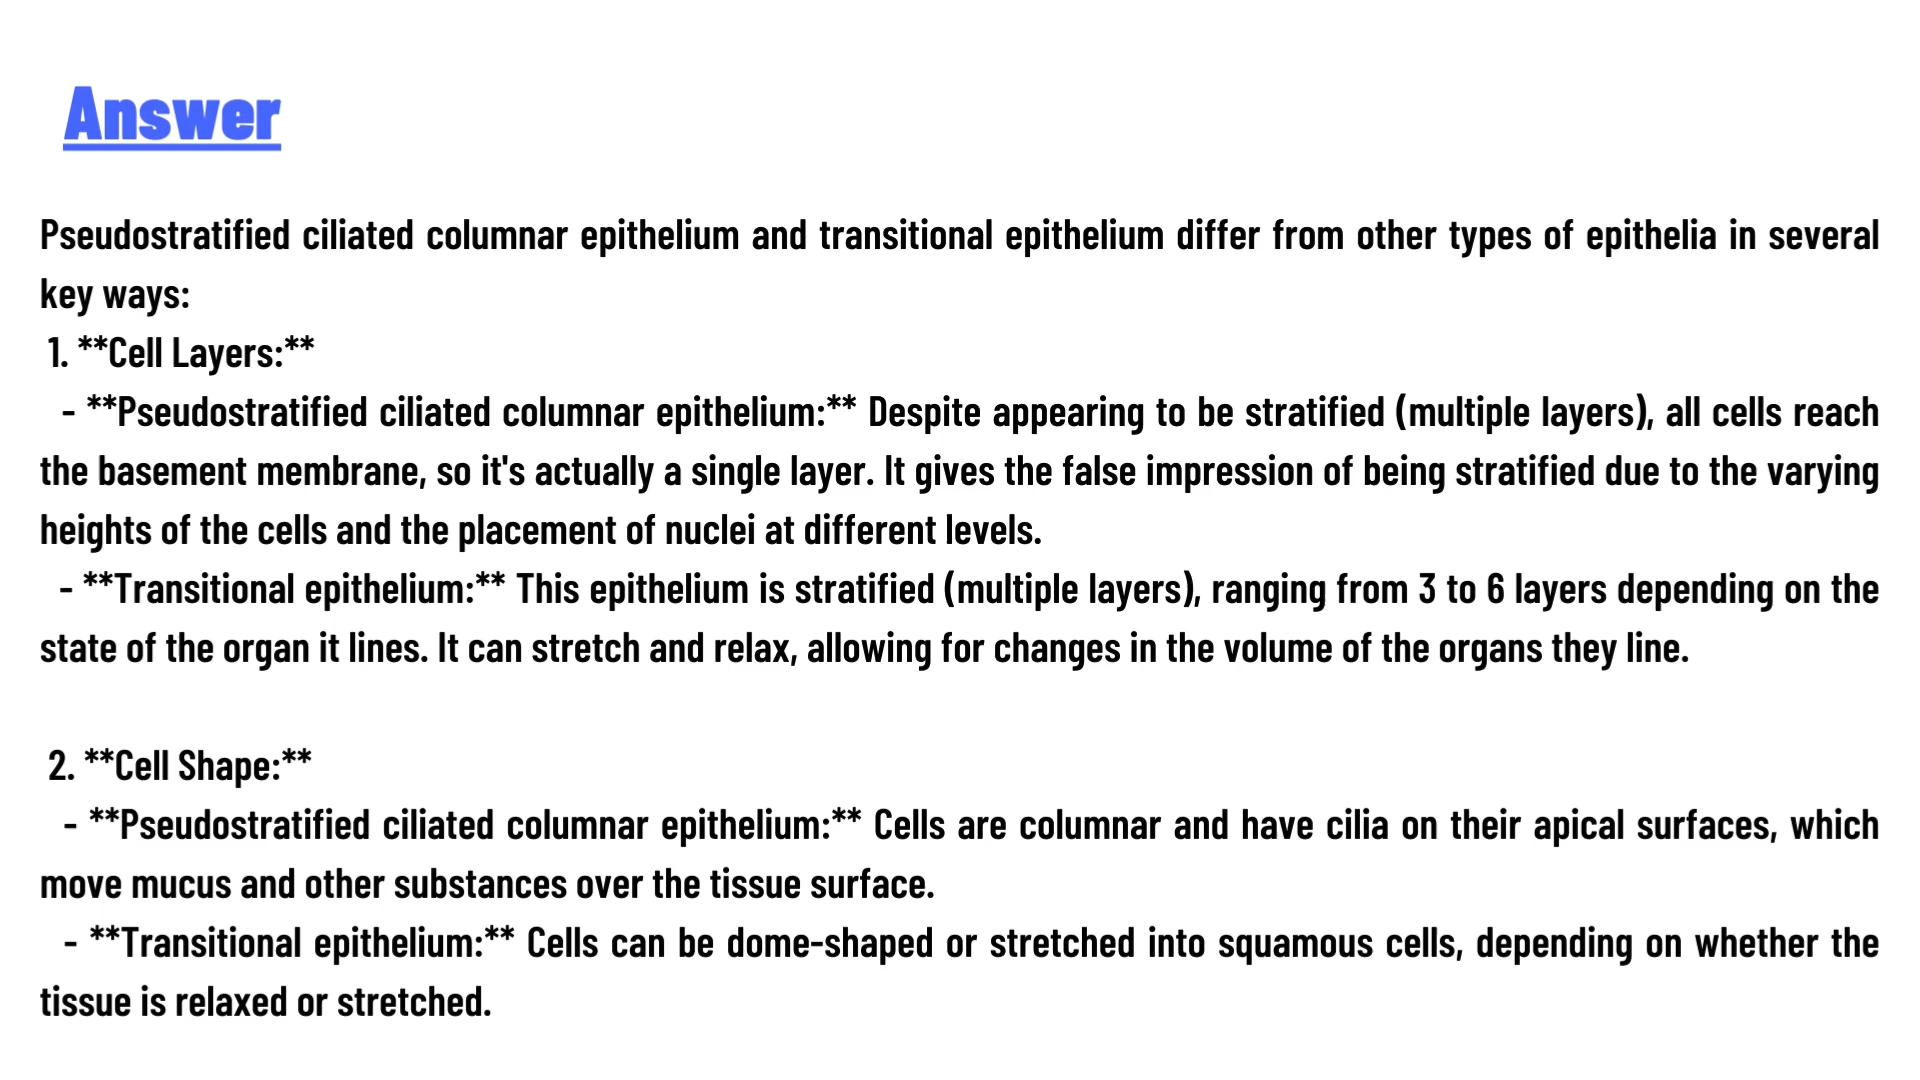 Answer
Pseudostratified ciliated columnar epithelium and transitional epithelium differ from other types of epithelia in several
key ways:
1. **Cell Layers:**
- **Pseudostratified ciliated columnar epithelium:** Despite appearing to be stratified (multiple layers), all cells reach
the basement membrane, so it's actually a single layer. It gives the false impression of being stratified due to the varying
heights of the cells and the placement of nuclei at different levels.
- **Transitional epithelium:** This epithelium is stratified (multiple layers), ranging from 3 to 6 layers depending on the
state of the organ it lines. It can stretch and relax, allowing for changes in the volume of the organs they line.
2. **Cell Shape:**
- **Pseudostratified ciliated columnar epithelium:** Cells are columnar and have cilia on their apical surfaces, which
move mucus and other substances over the tissue surface.
- **Transitional epithelium:** Cells can be dome-shaped or stretched into squamous cells, depending on whether the
tissue is relaxed or stretched.